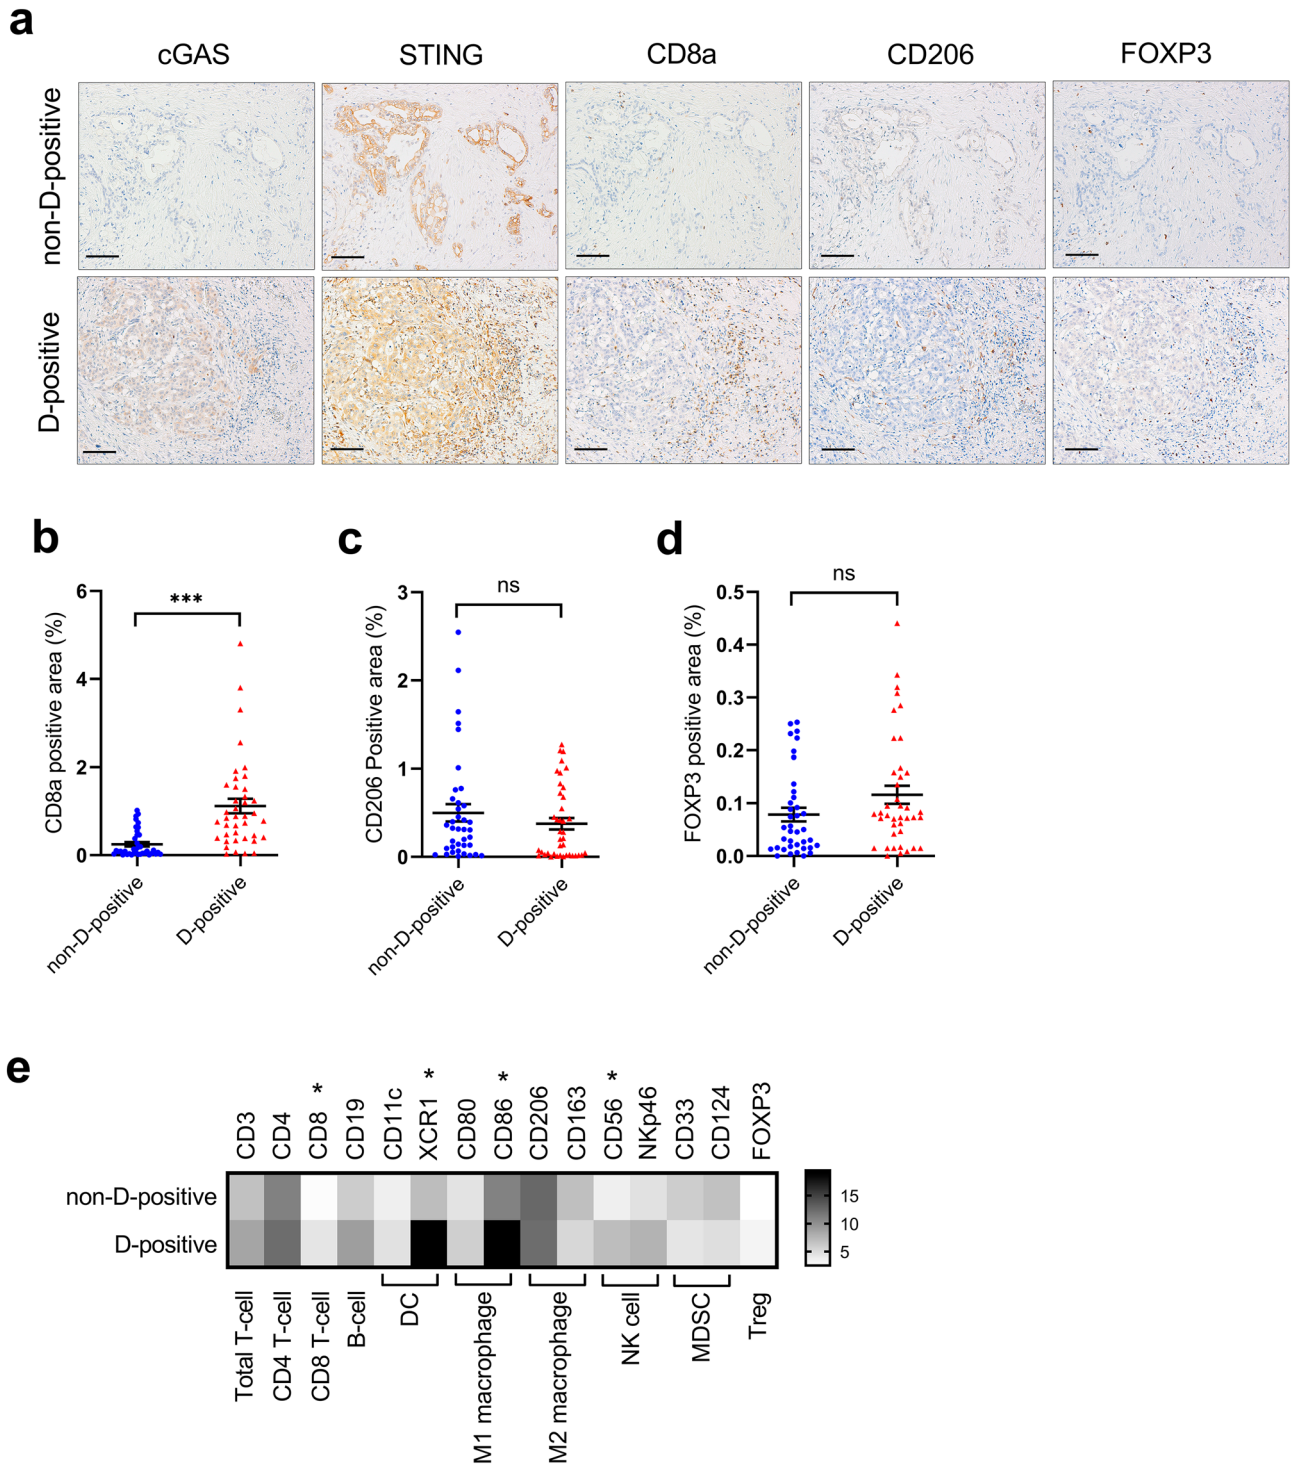 a
cGAS STING CD8a CD206 FOXP3
non-D-positive
D-positive
b
CD8a positive area (%)
6
4
2
0
***
non-D-positive
D-positive
c
CD206 Positive area (%)
3
2
1
0
ns
non-D-positive
D-positive
d
FOXP3 positive area (%)
0.5
0.4
0.3
0.2
0.1
0.0
ns
non-D-positive
D-positive
e
CD3 CD4 CD8 * CD19 CD11c XCR1 * CD80 CD86 * CD206 CD163 CD56 * NKp46 CD33 CD124 FOXP3
non-D-positive
D-positive
15
10
5
Total T-cell CD4 T-cell CD8 T-cell B-cell DC M1 macrophage M2 macrophage NK cell MDSC Treg